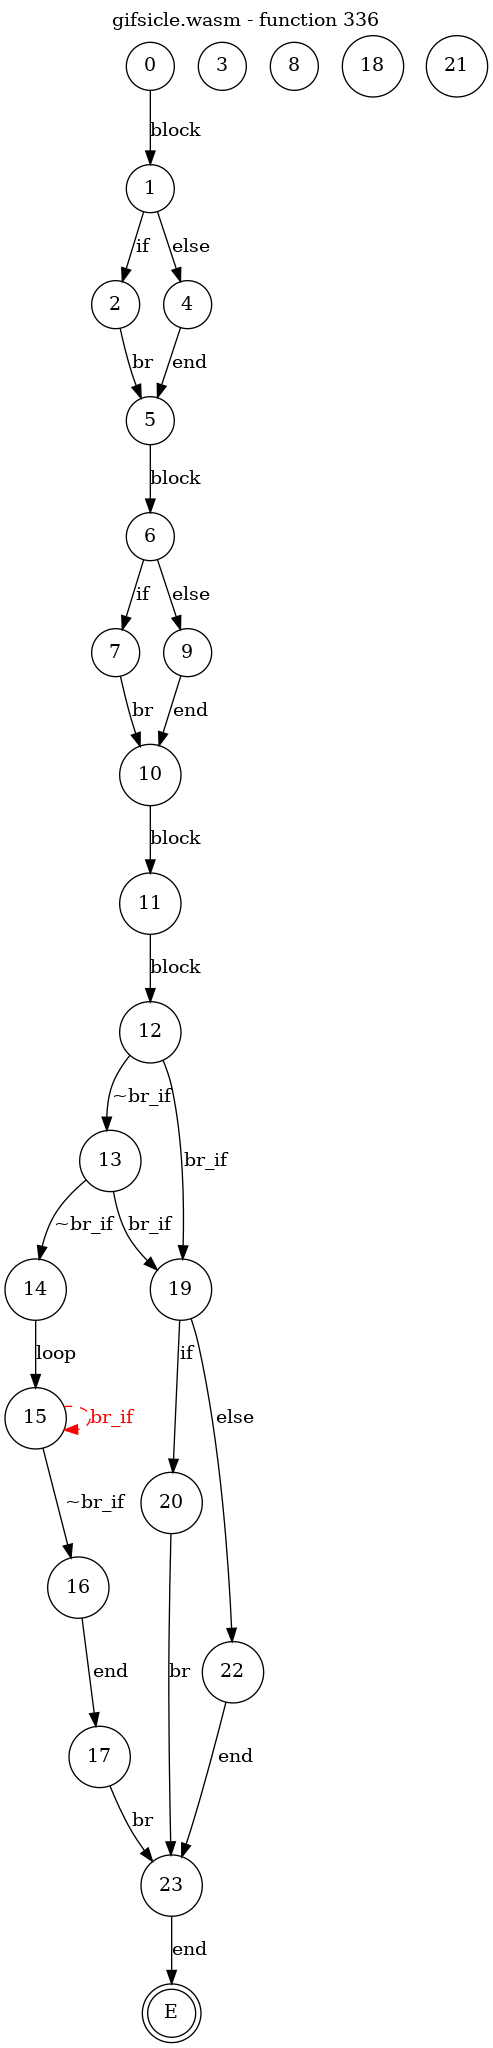 gifsicle.wasm - function 336
0 3 8 18 21
block
1
if else
2 4
br end
5
block
6
if else
7 9
br end
10
block
11
block
12
~br_if
13 br_if
~br_if br_if
14 19
loop if
15 br_if else
~br_if 20
16
end br 22
17 end
br
23
end
E